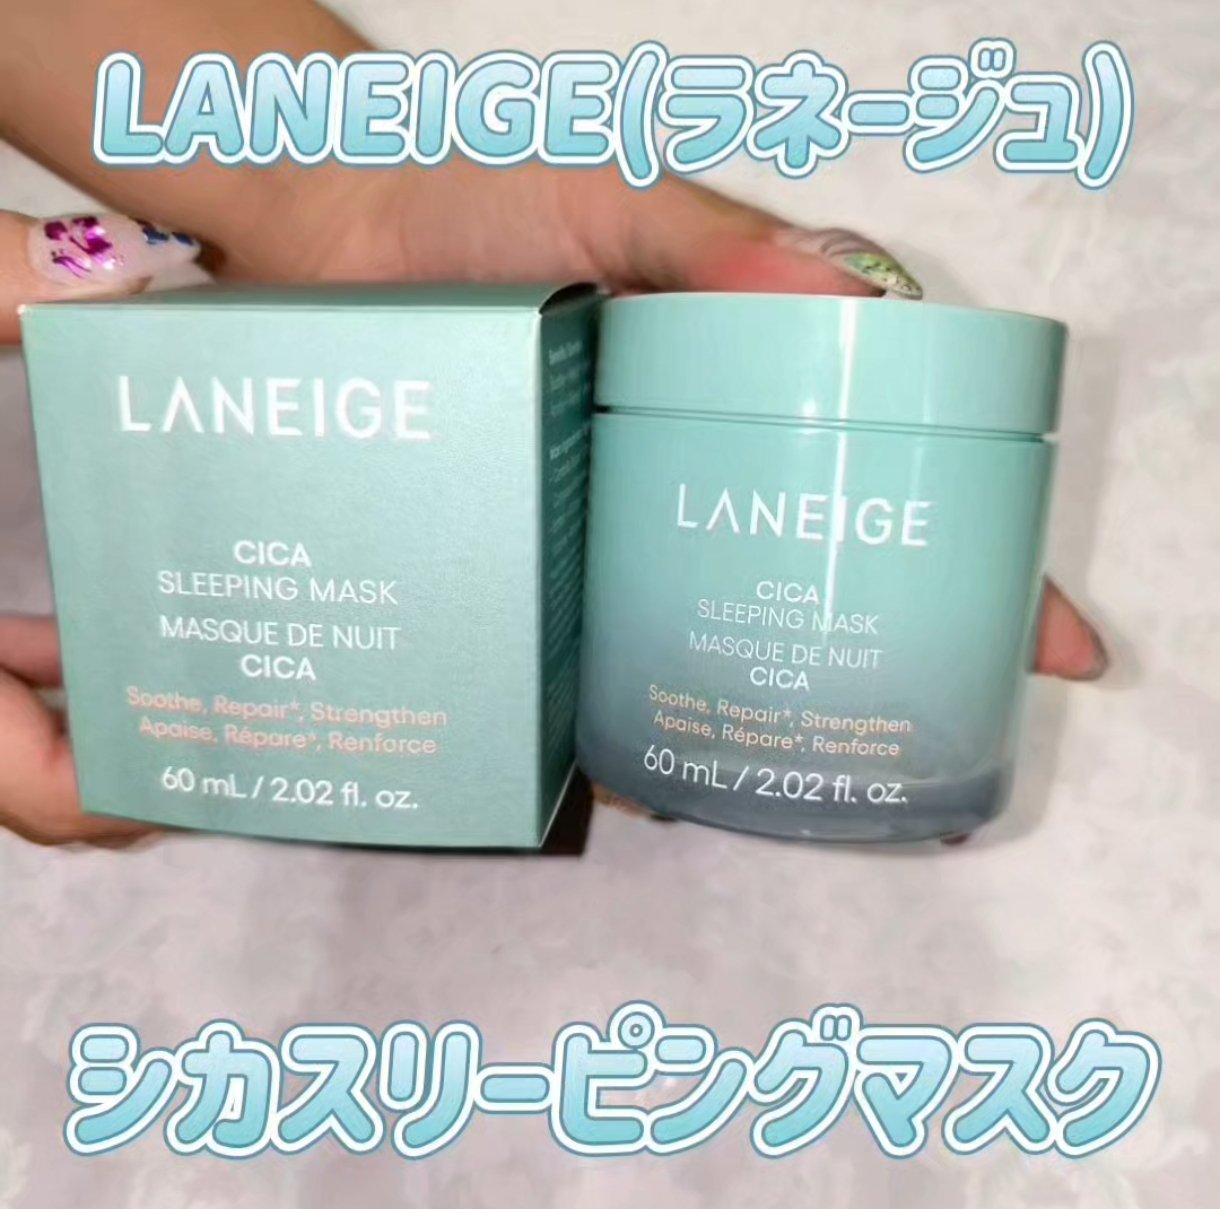 LANEIGE(ラネージュ)
LANEIGE
CICA
SLEEPING MASK
MASQUE DE NUIT
CICA
Soothe, Repair*, Strengthen
Apaise, Répare*, Renforce
60 mL / 2.02 fl. oz.
LANEIGE
CICA
SLEEPING MASK
MASQUE DE NUIT
CICA
Soothe, Repair*, Strengthen
Apaise, Répare*, Renforce
60 mL / 2.02 fl. oz.
シカスリーピングマスク